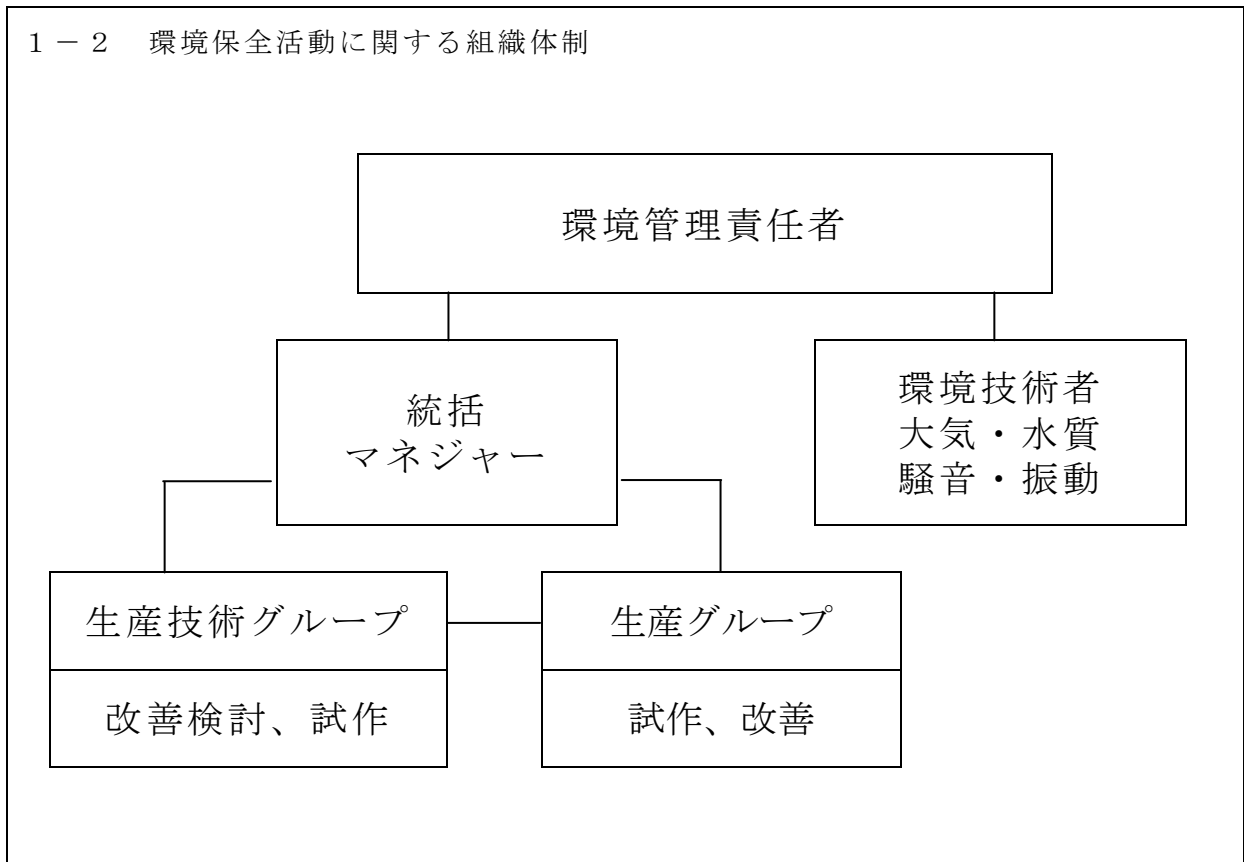 １－２　環境保全活動に関する組織体制
環境管理責任者
統括
マネジャー
環境技術者
大気・水質
騒音・振動
生産技術グループ
生産グループ
改善検討、試作
試作、改善